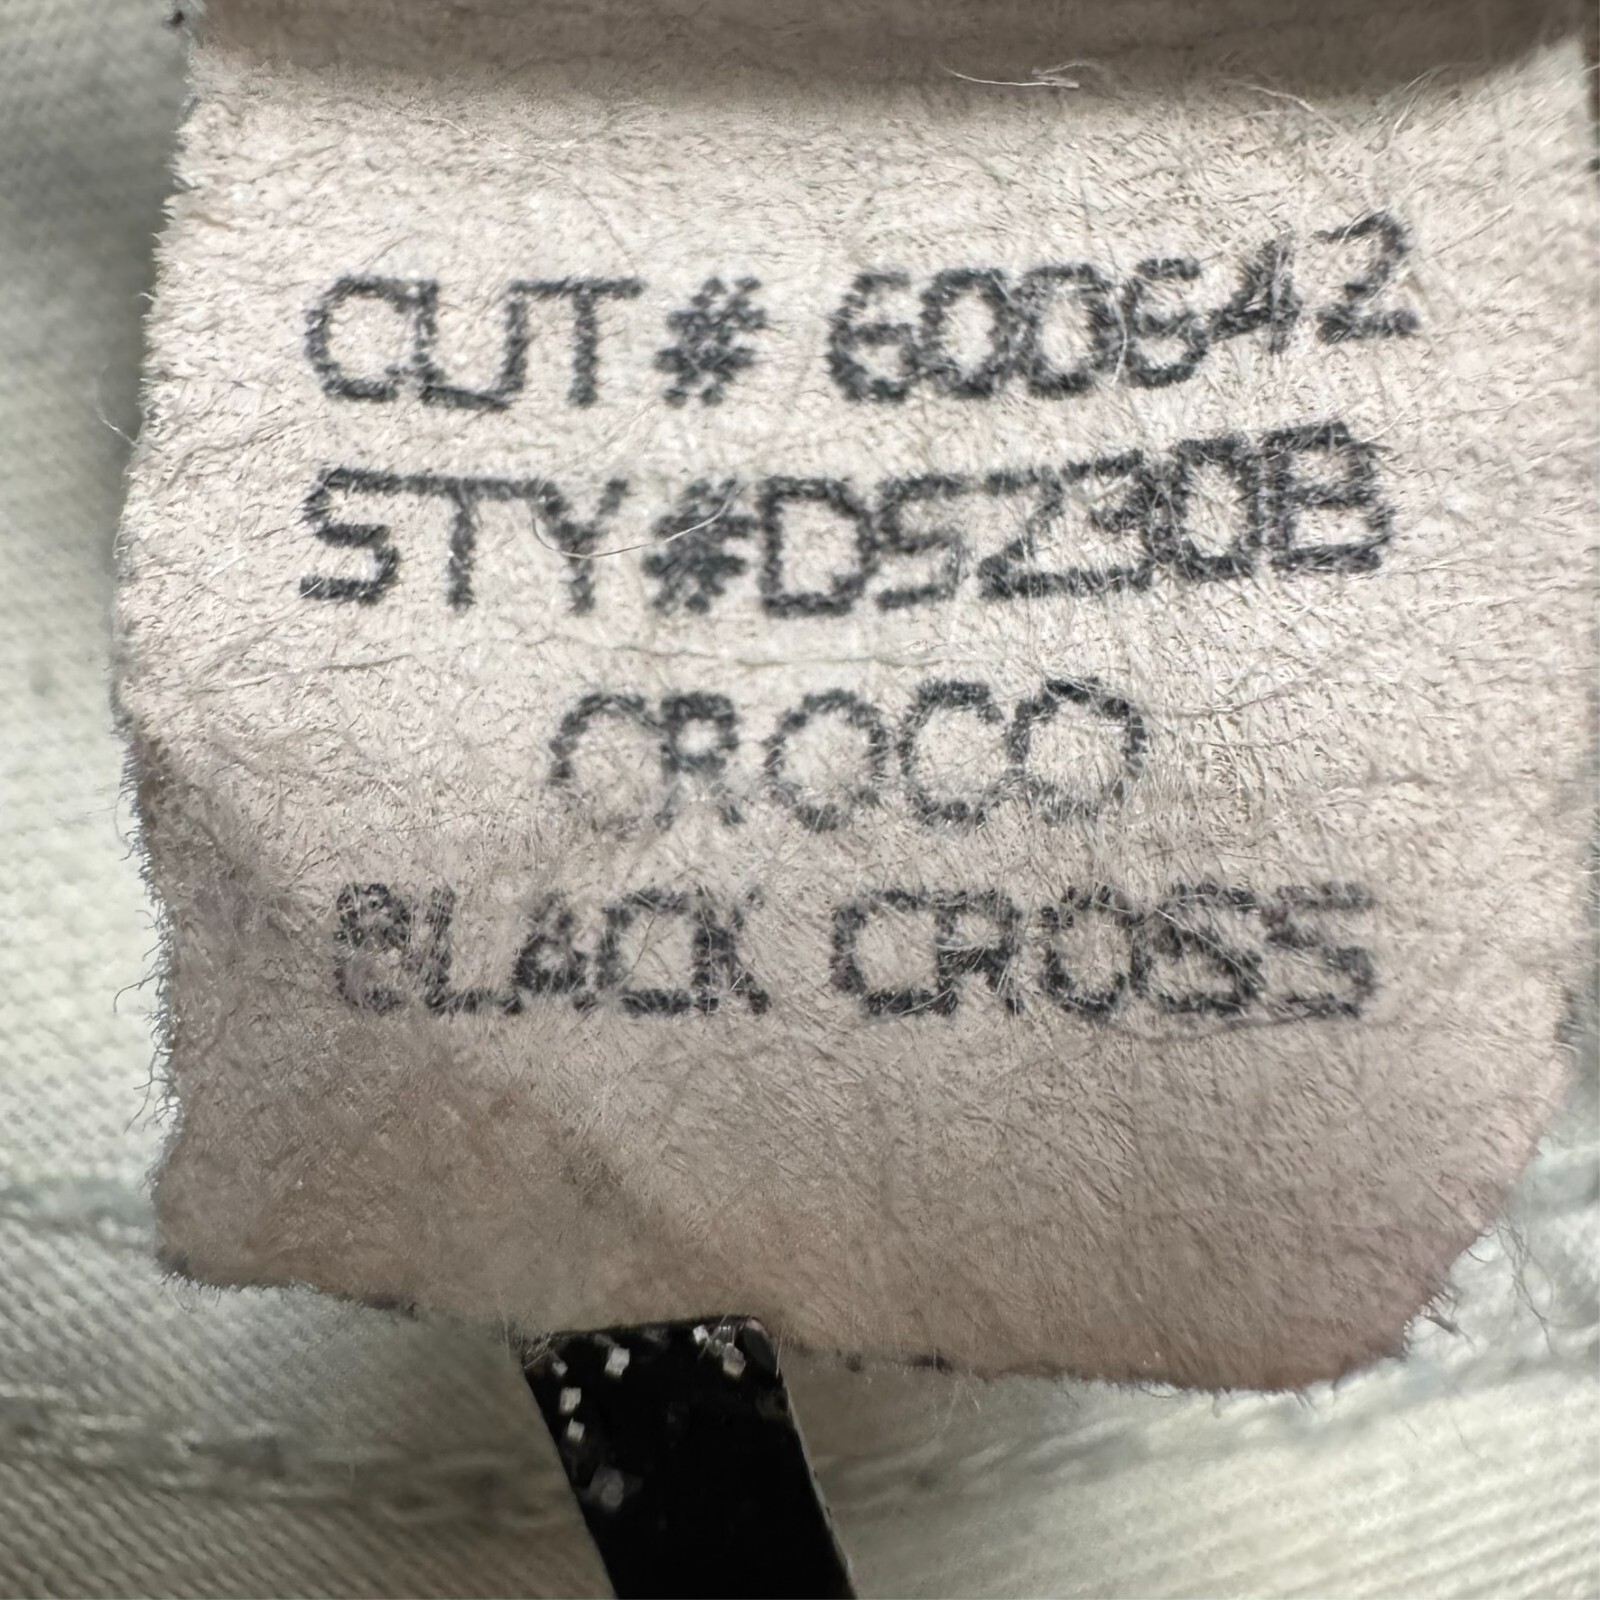 CUT # 600642
STY #DS230B
CROCO
BLACK CROSS